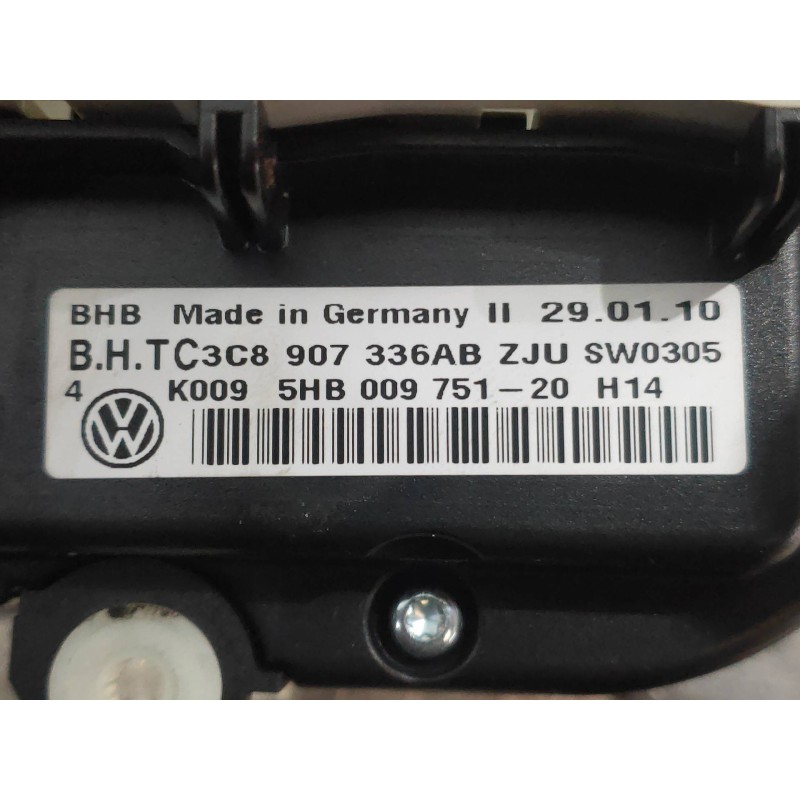 BHB Made in Germany II 29.01.10
B.H.TC3C8 907 336AB ZJU SW0305
4 K009 5HB 009 751-20 H14